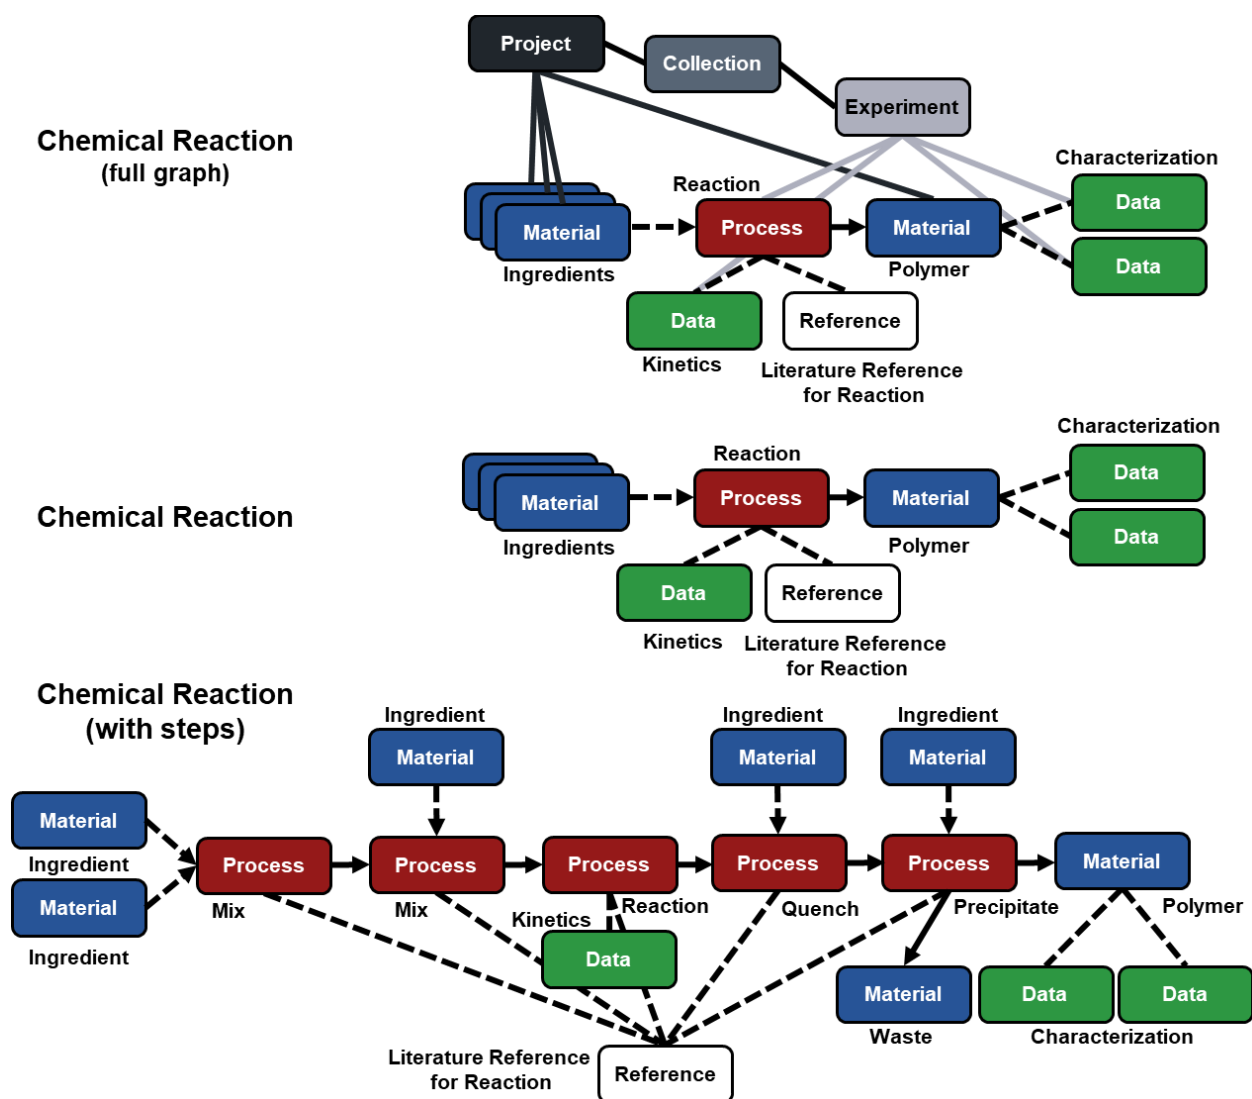 Project
Collection
Experiment
Chemical Reaction
(full graph)
Characterization
Reaction
Data
Material
Process
Material
Ingredients
Polymer
Data
Data
Reference
Kinetics
Literature Reference
for Reaction
Characterization
Reaction
Data
Chemical Reaction
Material
Process
Material
Ingredients
Polymer
Data
Data
Reference
Kinetics
Literature Reference
for Reaction
Chemical Reaction
(with steps)
Ingredient
Ingredient
Ingredient
Material
Material
Material
Material
Ingredient
Process
Process
Process
Process
Process
Material
Material
Mix
Mix
Kinetics
Reaction
Quench
Precipitate
Polymer
Ingredient
Data
Material
Data
Data
Waste
Characterization
Literature Reference
for Reaction
Reference